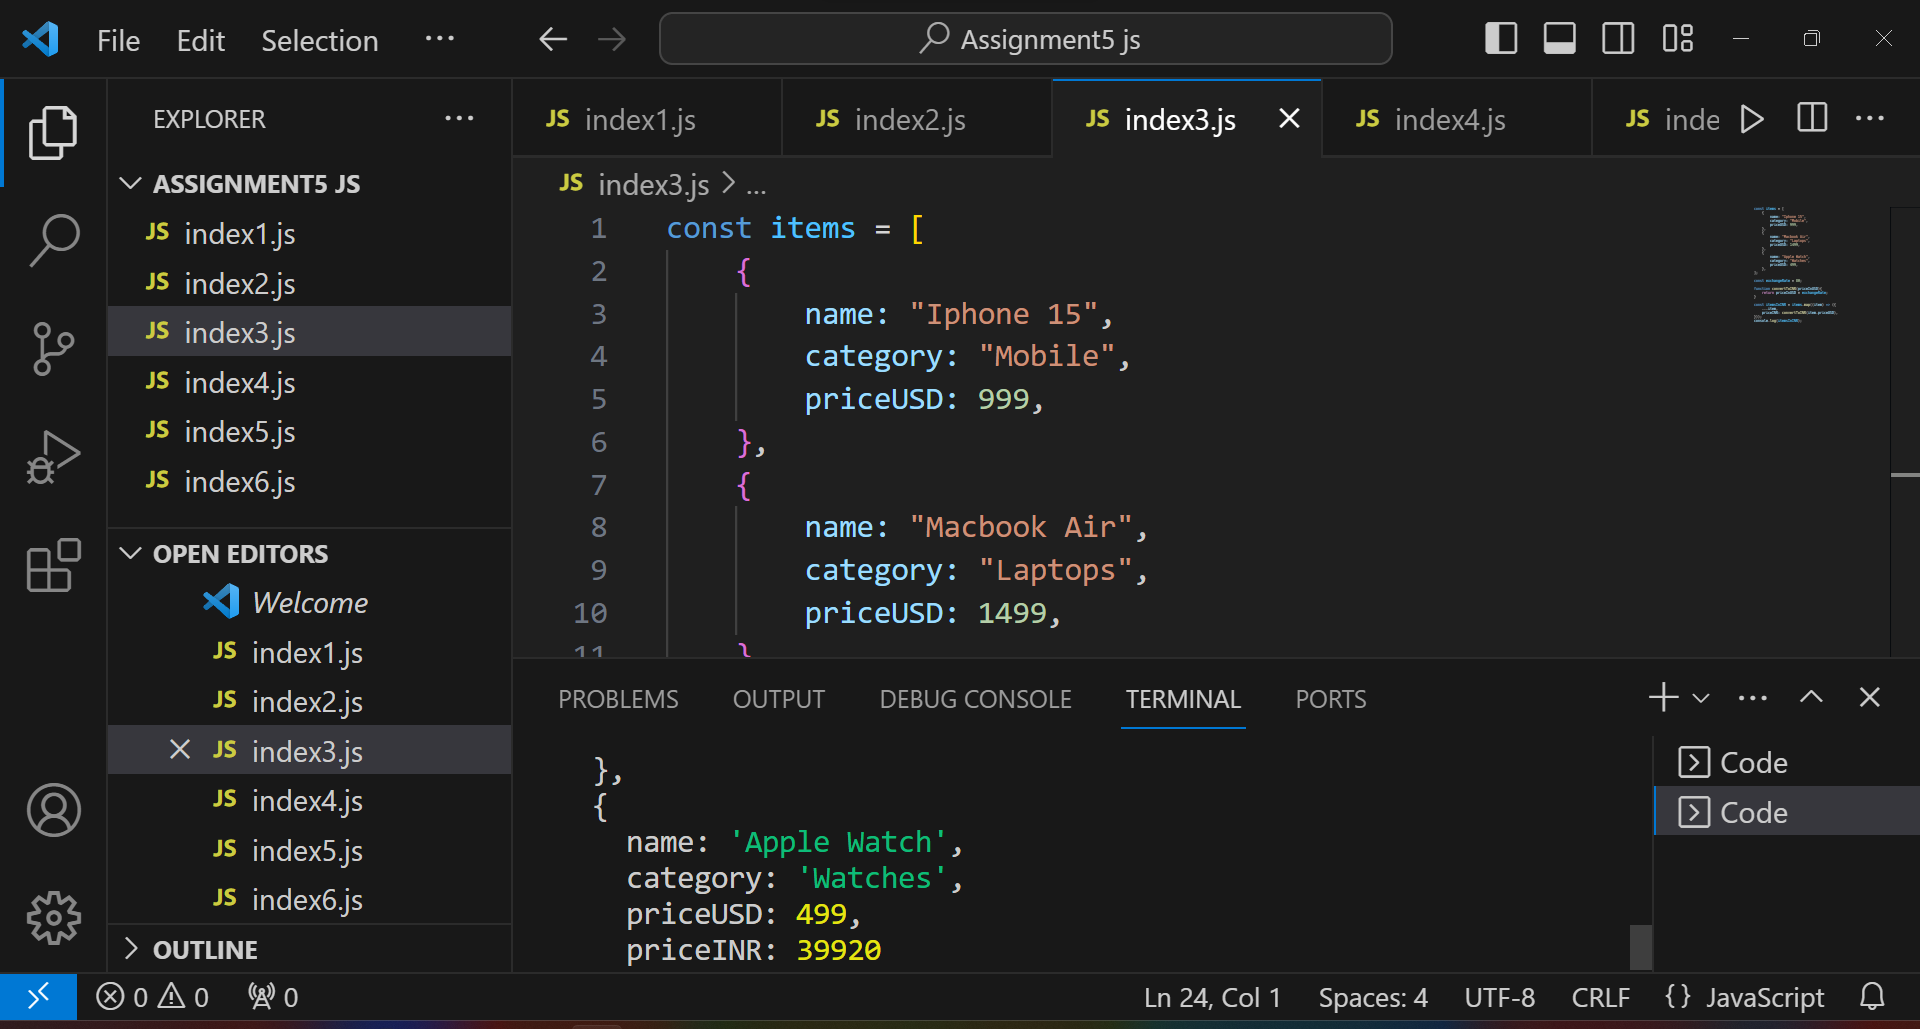 File Edit Selection ··· Assignment5 js
EXPLORER ···
ASSIGNMENT5 JS
JS index1.js
JS index2.js
JS index3.js
JS index4.js
JS index5.js
JS index6.js
OPEN EDITORS
Welcome
JS index1.js
JS index2.js
JS index3.js
JS index4.js
JS index5.js
JS index6.js
OUTLINE
JS index1.js JS index2.js JS index3.js JS index4.js JS inde
JS index3.js > ...
1 const items = [
2 {
3 name: "Iphone 15",
4 category: "Mobile",
5 priceUSD: 999,
6 },
7 {
8 name: "Macbook Air",
9 category: "Laptops",
10 priceUSD: 1499,
11 }
PROBLEMS OUTPUT DEBUG CONSOLE TERMINAL PORTS
},
{
name: 'Apple Watch',
category: 'Watches',
priceUSD: 499,
priceINR: 39920
Code
Code
0 0 0 Ln 24, Col 1 Spaces: 4 UTF-8 CRLF {} JavaScript